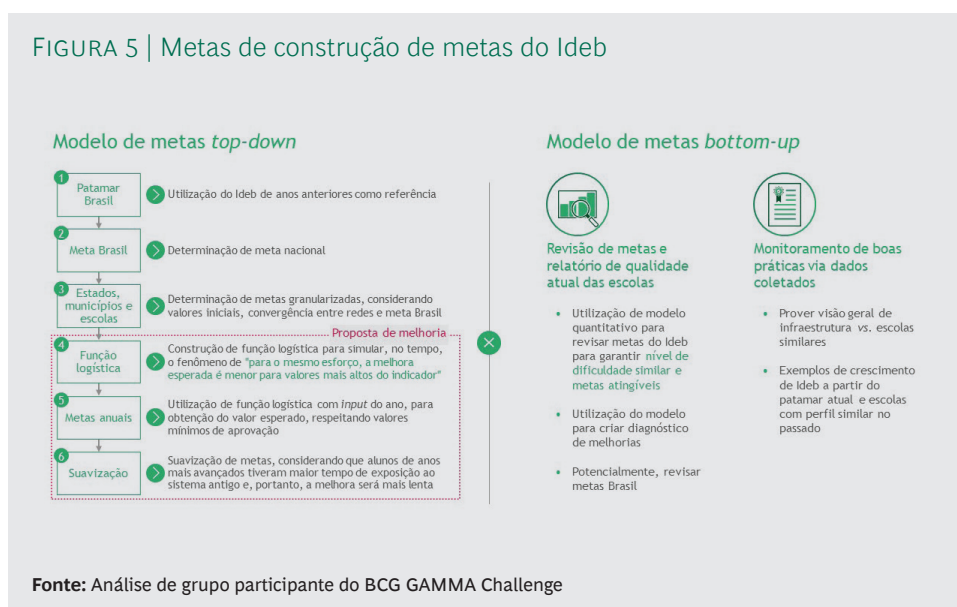 FIGURA 5 | Metas de construção de metas do Ideb
Modelo de metas top-down
1
Patamar
Brasil
Utilização do Ideb de anos anteriores como referência
2
Meta Brasil
Determinação de meta nacional
3
Estados,
municípios e
escolas
Determinação de metas granularizadas, considerando
valores iniciais, convergência entre redes e meta Brasil
Proposta de melhoria
4
Função
logística
Construção de função logística para simular, no tempo,
o fenômeno de "para o mesmo esforço, a melhora
esperada é menor para valores mais altos do indicador"
5
Metas anuais
Utilização de função logística com input do ano, para
obtenção do valor esperado, respeitando valores
mínimos de aprovação
6
Suavização
Suavização de metas, considerando que alunos de anos
mais avançados tiveram maior tempo de exposição ao
sistema antigo e, portanto, a melhora será mais lenta
Modelo de metas bottom-up
Revisão de metas e
relatório de qualidade
atual das escolas
• Utilização de modelo
quantitativo para
revisar metas do Ideb
para garantir nível de
dificuldade similar e
metas atingíveis
• Utilização do modelo
para criar diagnóstico
de melhorias
• Potencialmente, revisar
metas Brasil
Monitoramento de boas
práticas via dados
coletados
• Prover visão geral de
infraestrutura vs. escolas
similares
• Exemplos de crescimento
de Ideb a partir do
patamar atual e escolas
com perfil similar no
passado
Fonte: Análise de grupo participante do BCG GAMMA Challenge